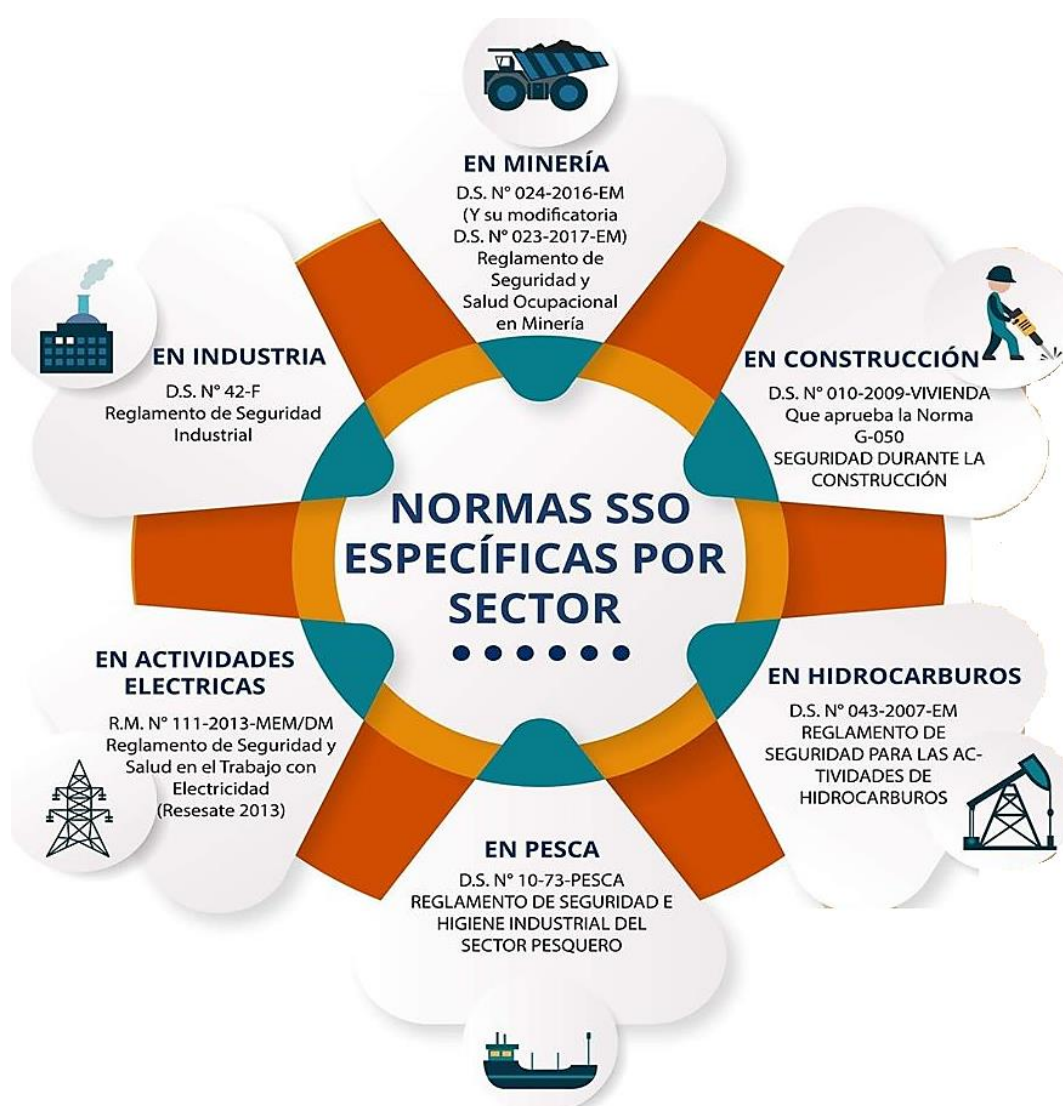 NORMAS SSO
ESPECÍFICAS POR
SECTOR
EN MINERÍA
D.S. N° 024-2016-EM
(Y su modificatoria
D.S. N° 023-2017-EM)
Reglamento de
Seguridad y
Salud Ocupacional
en Minería
EN CONSTRUCCIÓN
D.S. N° 010-2009-VIVIENDA
Que aprueba la Norma
G-050
SEGURIDAD DURANTE LA
CONSTRUCCIÓN
EN HIDROCARBUROS
D.S. N° 043-2007-EM
REGLAMENTO DE
SEGURIDAD PARA LAS AC-
TIVIDADES DE
HIDROCARBUROS
EN PESCA
D.S. N° 10-73-PESCA
REGLAMENTO DE SEGURIDAD E
HIGIENE INDUSTRIAL DEL
SECTOR PESQUERO
EN ACTIVIDADES
ELECTRICAS
R.M. N° 111-2013-MEM/DM
Reglamento de Seguridad y
Salud en el Trabajo con
Electricidad
(Resesate 2013)
EN INDUSTRIA
D.S. N° 42-F
Reglamento de Seguridad
Industrial